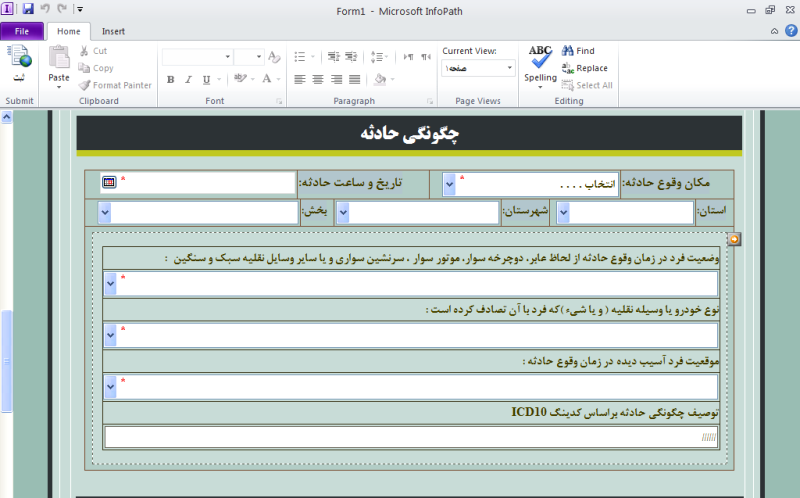 Form1 - Microsoft InfoPath
File Home Insert
ثبت
Submit
Paste
Cut
Copy
Format Painter
Clipboard
B I U
Font
Paragraph
Current View:
صفحه۱
Page Views
ABC
Spelling
Find
Replace
Select All
Editing
چگونگی حادثه
مکان وقوع حادثه: انتخاب . . . . * تاریخ و ساعت حادثه: *
استان: شهرستان: بخش:
وضعیت فرد در زمان وقوع حادثه از لحاظ عابر، دوچرخه سوار، موتور سوار ، سرنشین سواری و یا سایر وسایل نقلیه سبک و سنگین :
*
نوع خودرو یا وسیله نقلیه ( و یا شیء )که فرد با آن تصادف کرده است :
*
موقعیت فرد آسیب دیده در زمان وقوع حادثه :
*
توصیف چگونگی حادثه براساس کدینگ ICD10
//////